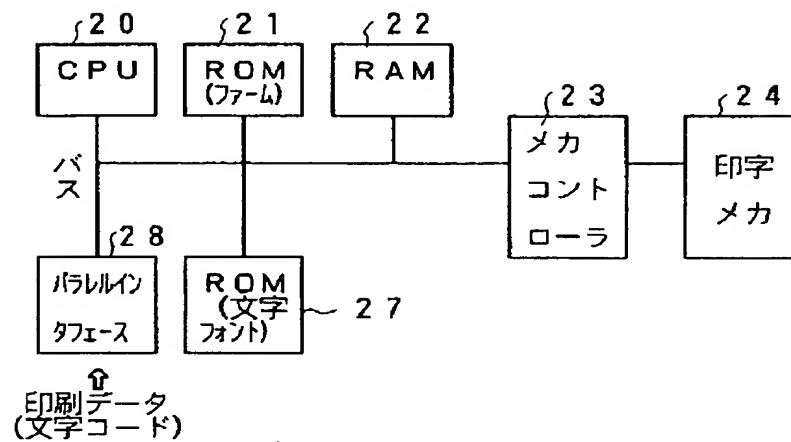 20
CPU
21
ROM
(ファーム)
22
RAM
23
メカ
コント
ローラ
24
印字
メカ
バス
28
パラレルイン
タフェース
ROM
(文字
フォント)
27
印刷データ
(文字コード)